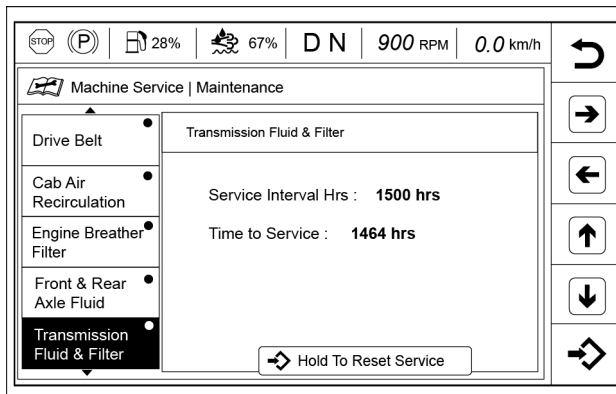 STOP P 28% 67% D N 900 RPM 0.0 km/h
Machine Service | Maintenance
Drive Belt
Cab Air
Recirculation
Engine Breather
Filter
Front & Rear
Axle Fluid
Transmission
Fluid & Filter
Transmission Fluid & Filter
Service Interval Hrs : 1500 hrs
Time to Service : 1464 hrs
Hold To Reset Service